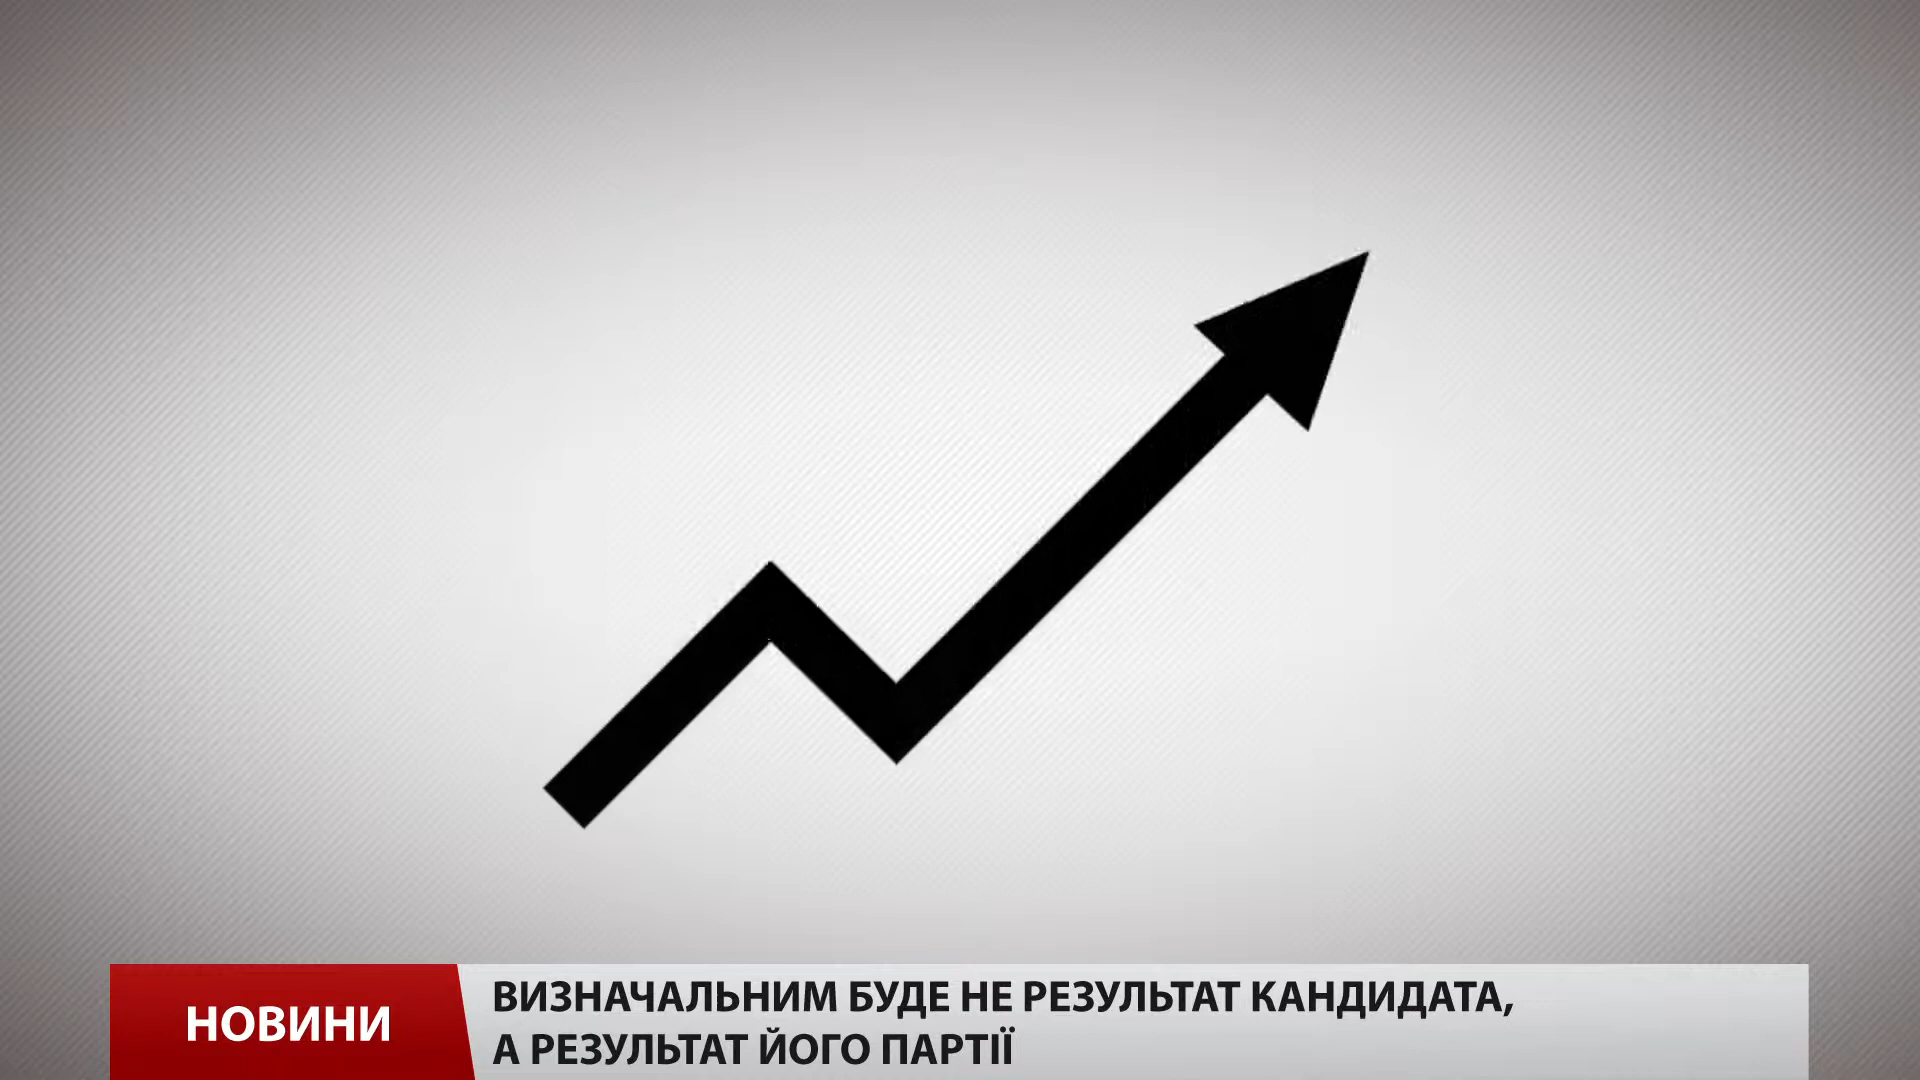 НОВИНИ
ВИЗНАЧАЛЬНИМ БУДЕ НЕ РЕЗУЛЬТАТ КАНДИДАТА,
А РЕЗУЛЬТАТ ЙОГО ПАРТІЇ